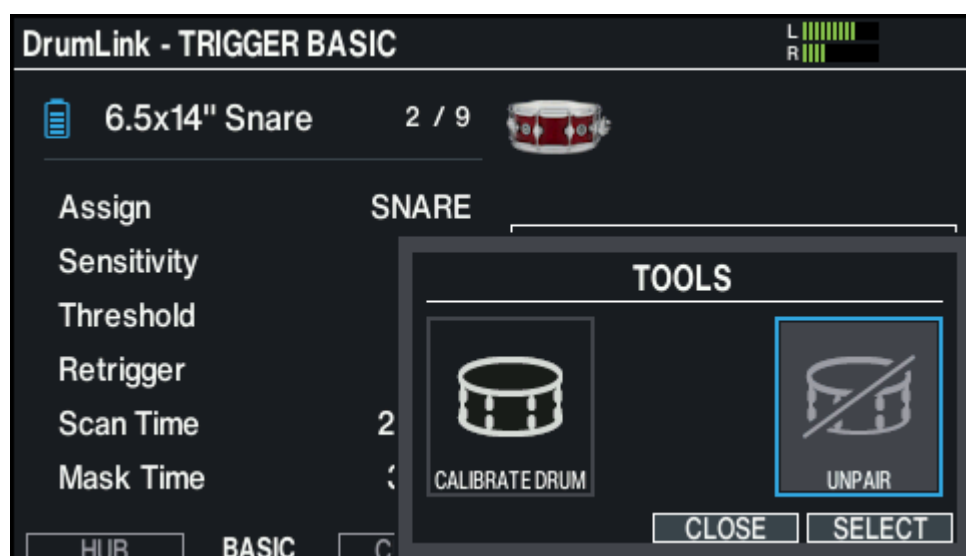 DrumLink - TRIGGER BASIC
L
R
6.5x14" Snare 2 / 9
Assign SNARE
Sensitivity
Threshold
Retrigger
Scan Time 2
Mask Time
TOOLS
CALIBRATE DRUM UNPAIR
CLOSE SELECT
HUB BASIC C